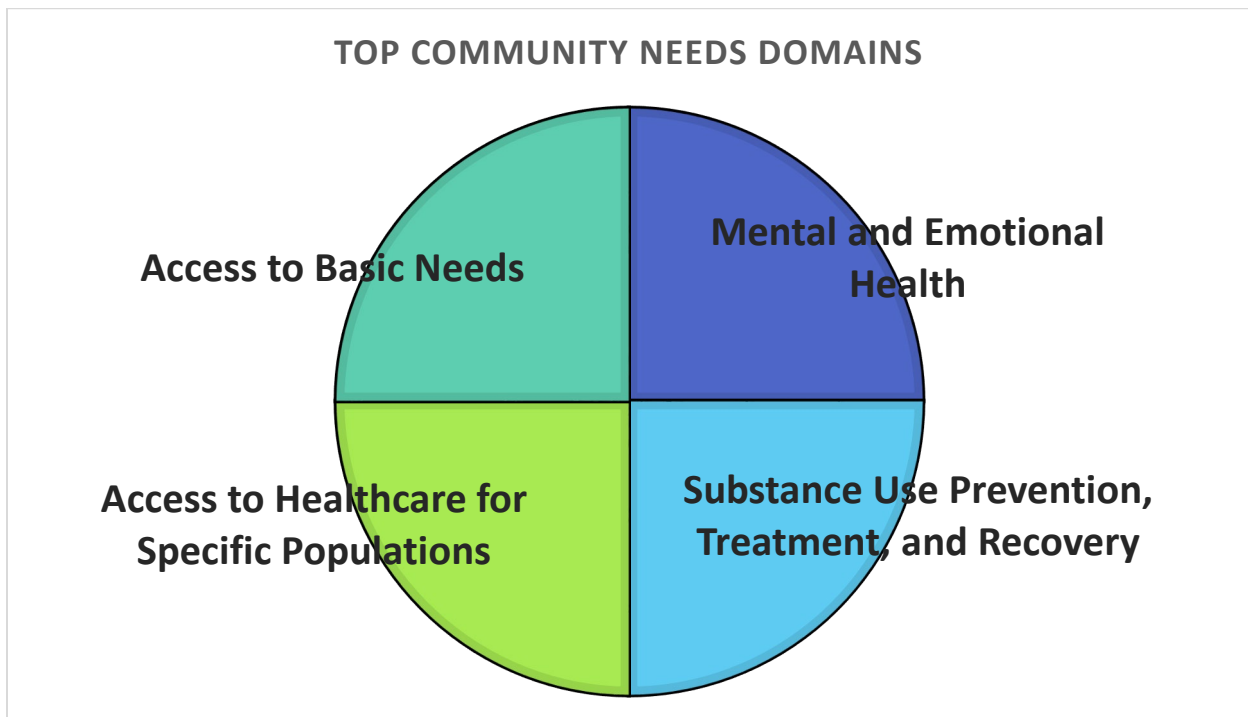 TOP COMMUNITY NEEDS DOMAINS
Access to Basic Needs
Mental and Emotional
Health
Access to Healthcare for
Specific Populations
Substance Use Prevention,
Treatment, and Recovery